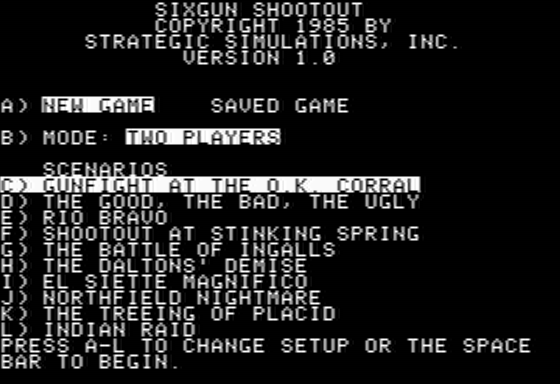 SIXGUN SHOOTOUT
COPYRIGHT 1985 BY
STRATEGIC SIMULATIONS, INC.
VERSION 1.0
A) NEW GAME    SAVED GAME
B) MODE: TWO PLAYERS
SCENARIOS
C) GUNFIGHT AT THE O.K. CORRAL
D) THE GOOD, THE BAD, THE UGLY
E) RIO BRAVO
F) SHOOTOUT AT STINKING SPRING
G) THE BATTLE OF INGALLS
H) THE DALTONS' DEMISE
I) EL SIETTE MAGNIFICO
J) NORTHFIELD NIGHTMARE
K) THE TREEING OF PLACID
L) INDIAN RAID
PRESS A-L TO CHANGE SETUP OR THE SPACE
BAR TO BEGIN.